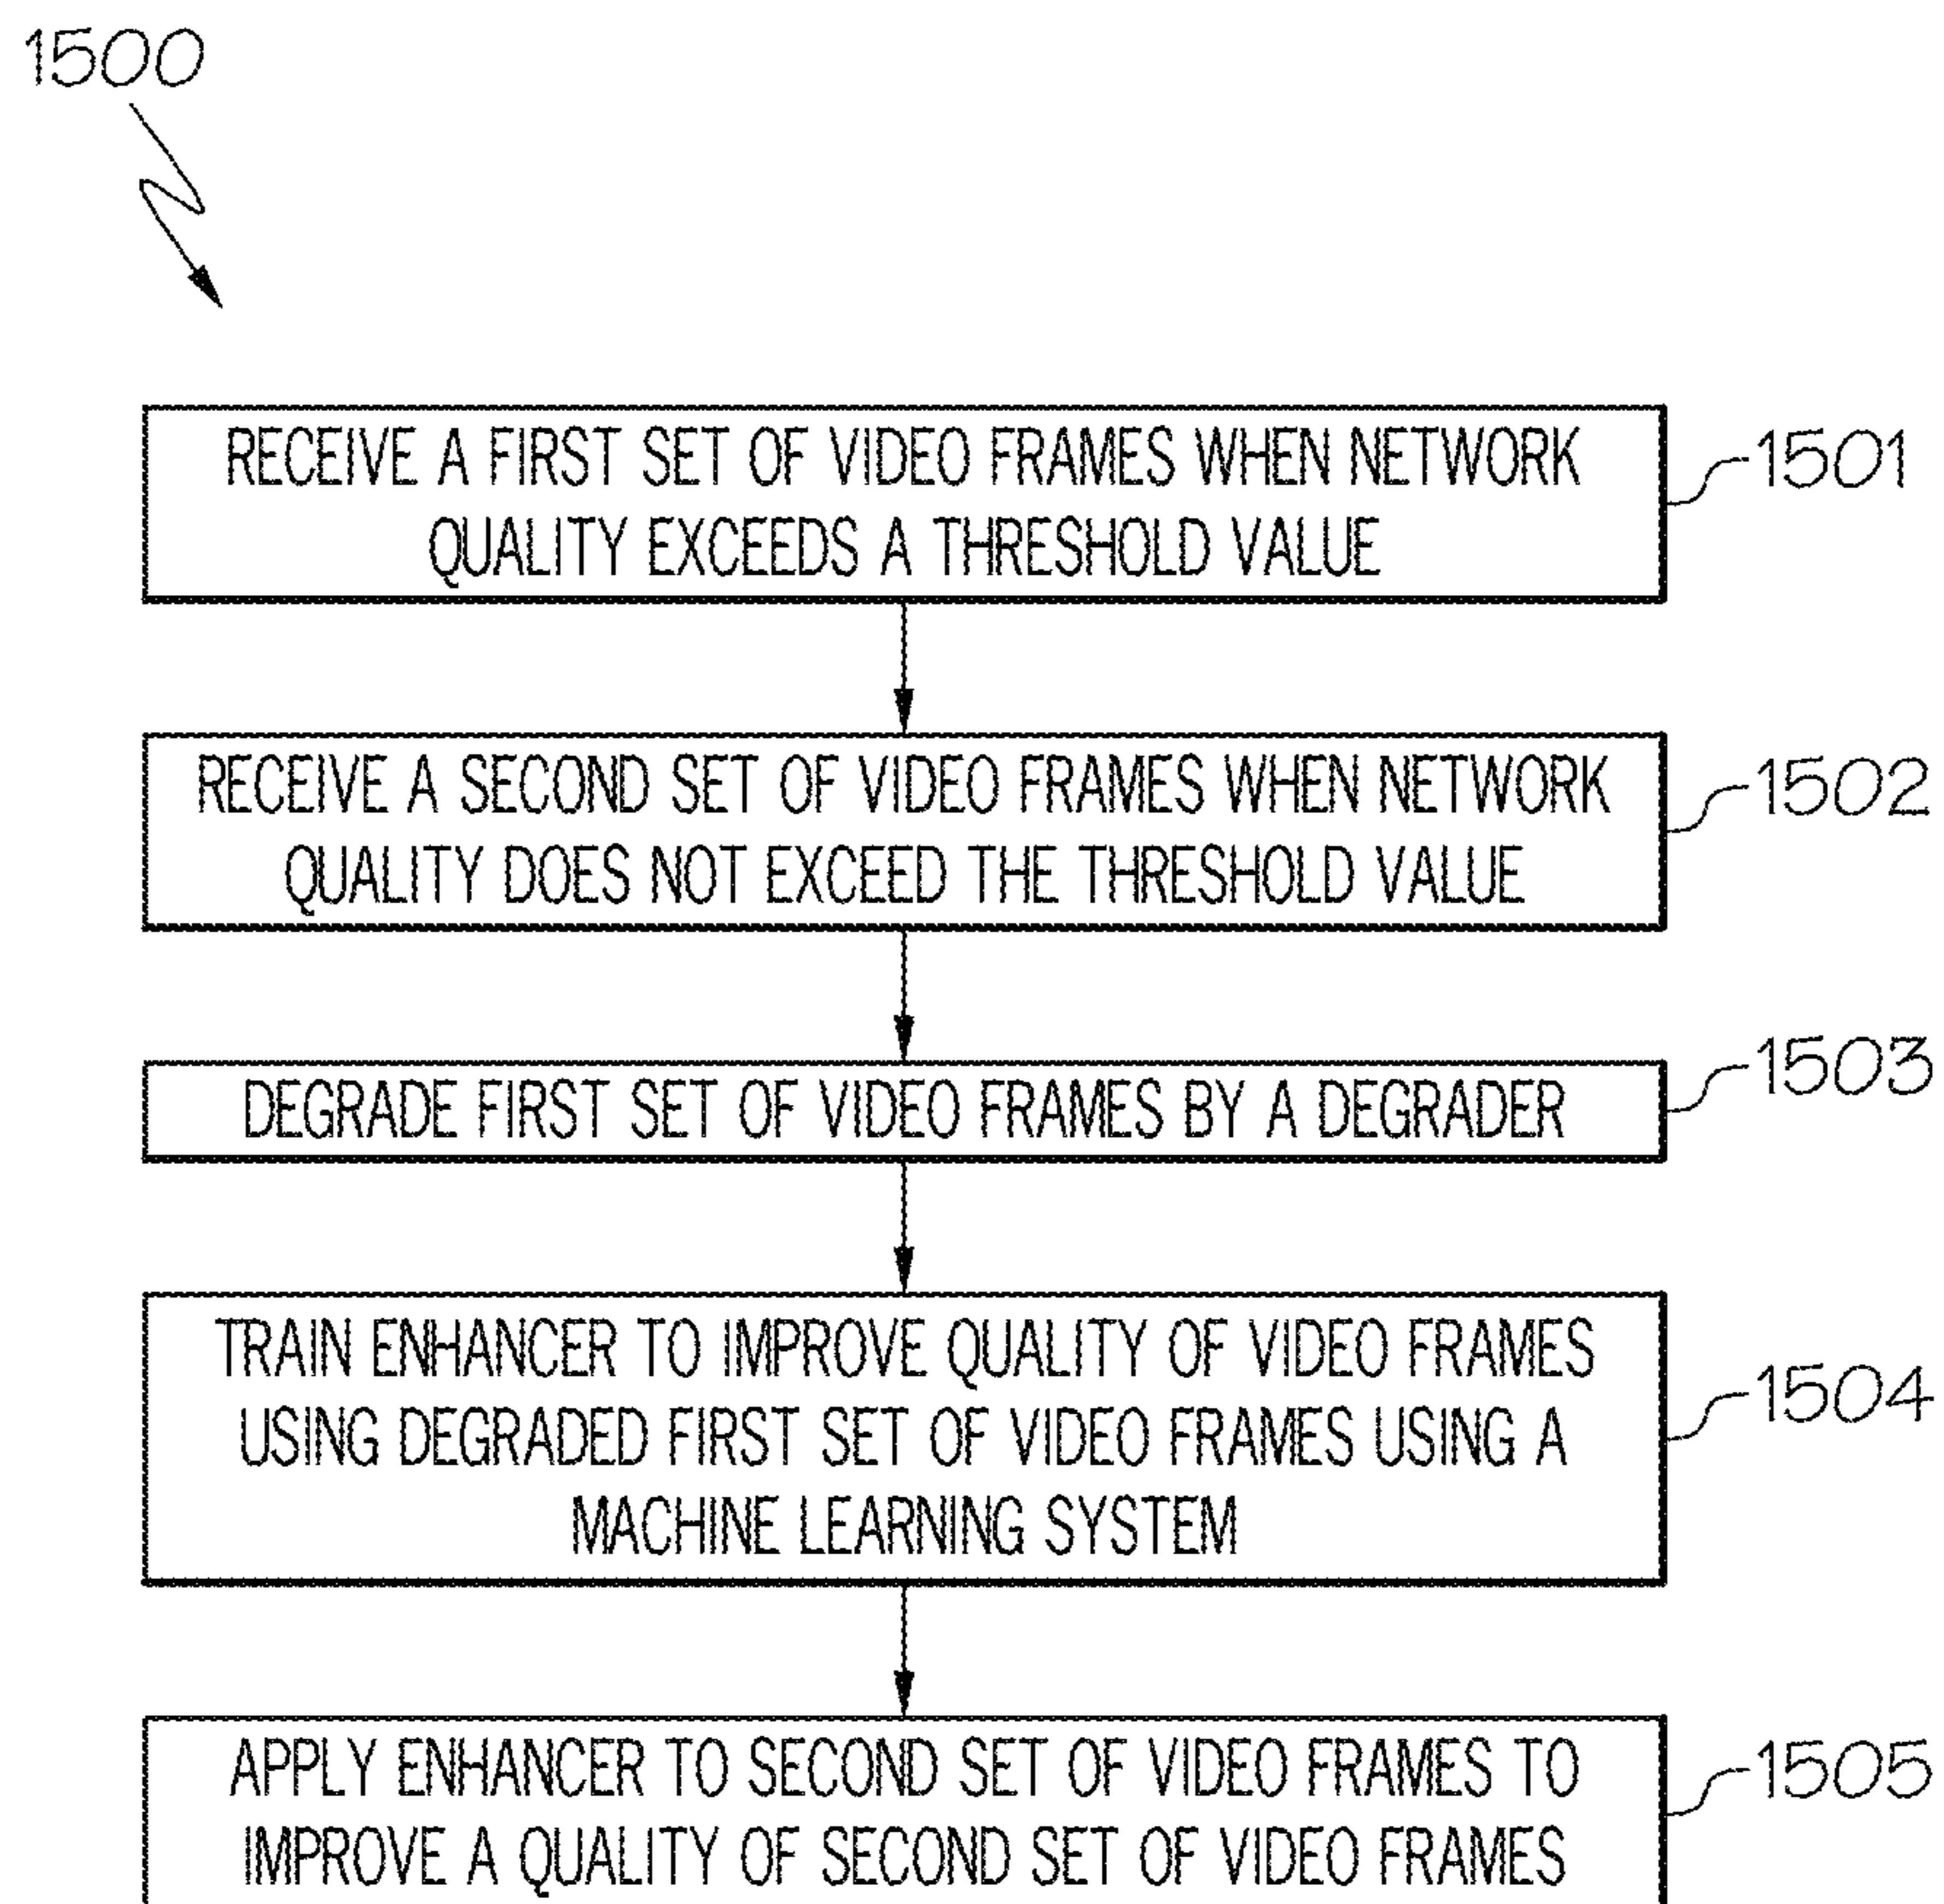 1500
RECEIVE A FIRST SET OF VIDEO FRAMES WHEN NETWORK
QUALITY EXCEEDS A THRESHOLD VALUE
1501
RECEIVE A SECOND SET OF VIDEO FRAMES WHEN NETWORK
QUALITY DOES NOT EXCEED THE THRESHOLD VALUE
1502
DEGRADE FIRST SET OF VIDEO FRAMES BY A DEGRADER
1503
TRAIN ENHANCER TO IMPROVE QUALITY OF VIDEO FRAMES
USING DEGRADED FIRST SET OF VIDEO FRAMES USING A
MACHINE LEARNING SYSTEM
1504
APPLY ENHANCER TO SECOND SET OF VIDEO FRAMES TO
IMPROVE A QUALITY OF SECOND SET OF VIDEO FRAMES
1505